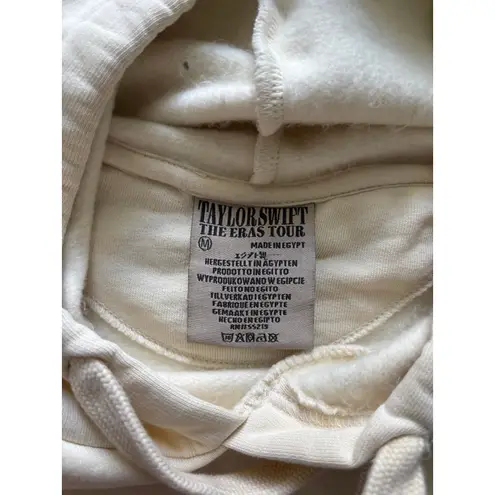 TAYLOR SWIFT
THE ERAS TOUR
M
MADE IN EGYPT
エジプト製
HERGESTELLT IN ÄGYPTEN
PRODOTTO IN EGITTO
WYPRODUKOWANO W EGIPCIE
FEITO NO EGITO
TILLVERKAD I EGYPTEN
FABRIQUE EN EGYPTE
GEMAAKT IN EGYPTE
HECHO EN EGIPTO